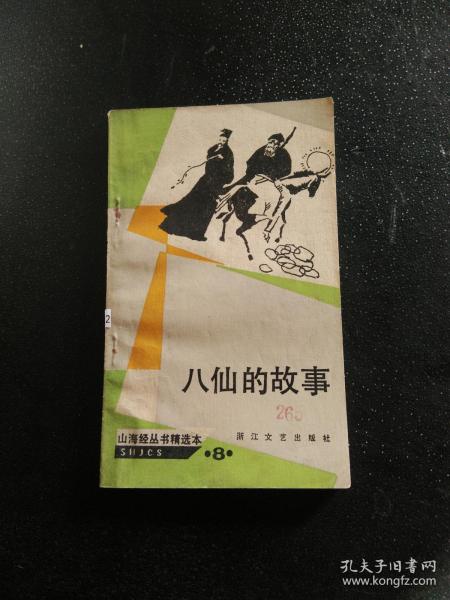 八仙的故事
265
山海经丛书精选本
SHJCS
·8·
浙江文艺出版社
2
孔夫子旧书网
www.kongfz.com